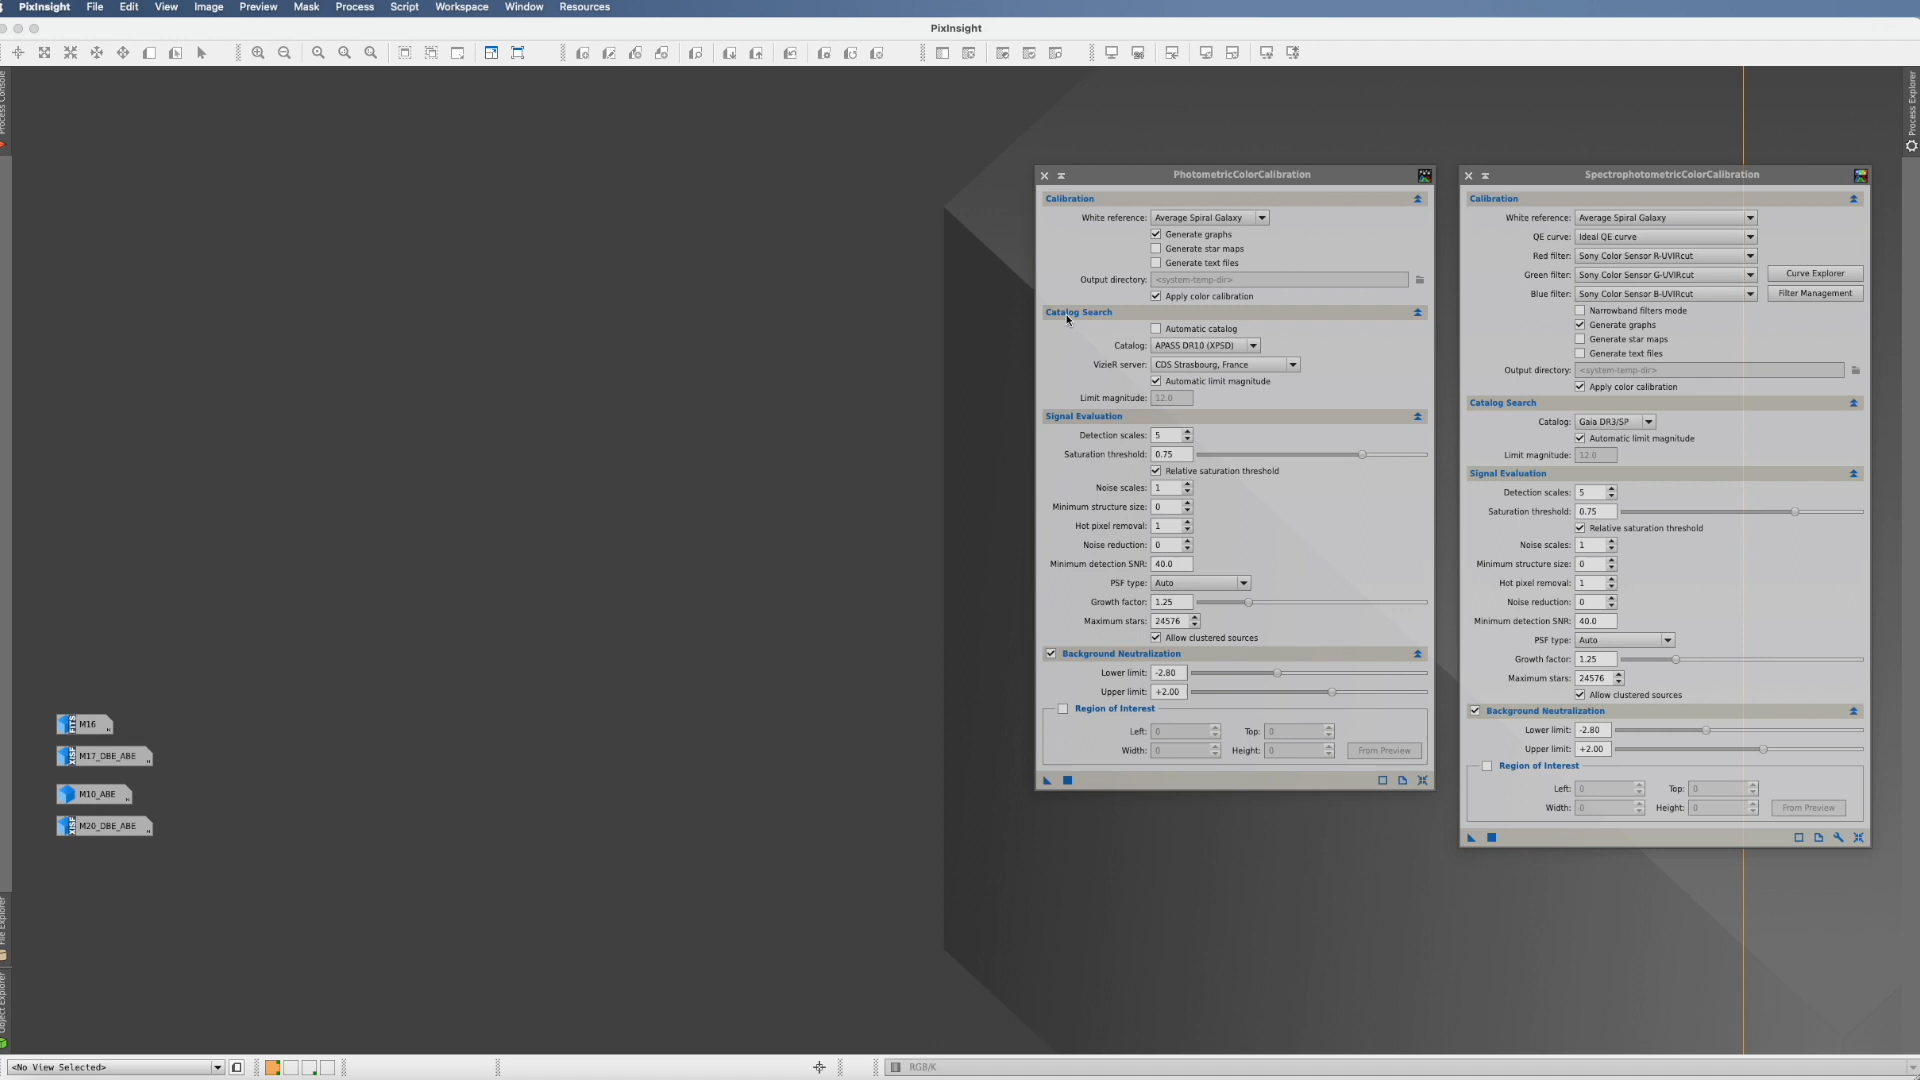 PixInsight File Edit View Image Preview Mask Process Script Workspace Window Resources
PixInsight
Process Console
Process Explorer
File Explorer
Object Explorer
M16
M17_DBE_ABE
M10_ABE
M20_DBE_ABE
PhotometricColorCalibration
Calibration
White reference: Average Spiral Galaxy
Generate graphs
Generate star maps
Generate text files
Output directory: <system-temp-dir>
Apply color calibration
Catalog Search
Automatic catalog
Catalog: APASS DR10 (XPSD)
VizieR server: CDS Strasbourg, France
Automatic limit magnitude
Limit magnitude: 12.0
Signal Evaluation
Detection scales: 5
Saturation threshold: 0.75
Relative saturation threshold
Noise scales: 1
Minimum structure size: 0
Hot pixel removal: 1
Noise reduction: 0
Minimum detection SNR: 40.0
PSF type: Auto
Growth factor: 1.25
Maximum stars: 24576
Allow clustered sources
Background Neutralization
Lower limit: -2.80
Upper limit: +2.00
Region of Interest
Left: 0 Top: 0
Width: 0 Height: 0 From Preview
SpectrophotometricColorCalibration
Calibration
White reference: Average Spiral Galaxy
QE curve: Ideal QE curve
Red filter: Sony Color Sensor R-UVIRcut
Green filter: Sony Color Sensor G-UVIRcut Curve Explorer
Blue filter: Sony Color Sensor B-UVIRcut Filter Management
Narrowband filters mode
Generate graphs
Generate star maps
Generate text files
Output directory: <system-temp-dir>
Apply color calibration
Catalog Search
Catalog: Gaia DR3/SP
Automatic limit magnitude
Limit magnitude: 12.0
Signal Evaluation
Detection scales: 5
Saturation threshold: 0.75
Relative saturation threshold
Noise scales: 1
Minimum structure size: 0
Hot pixel removal: 1
Noise reduction: 0
Minimum detection SNR: 40.0
PSF type: Auto
Growth factor: 1.25
Maximum stars: 24576
Allow clustered sources
Background Neutralization
Lower limit: -2.80
Upper limit: +2.00
Region of Interest
Left: 0 Top: 0
Width: 0 Height: 0 From Preview
<No View Selected>
RGB/K